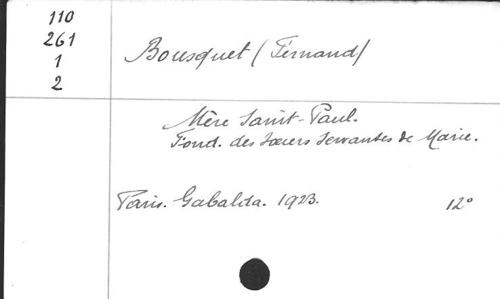 110
261
1
2
Bousquet (Fernand)
Mère Saint-Paul.
Fond. des Sœurs Servantes de Marie.
Paris. Gabalda. 1923. 12°